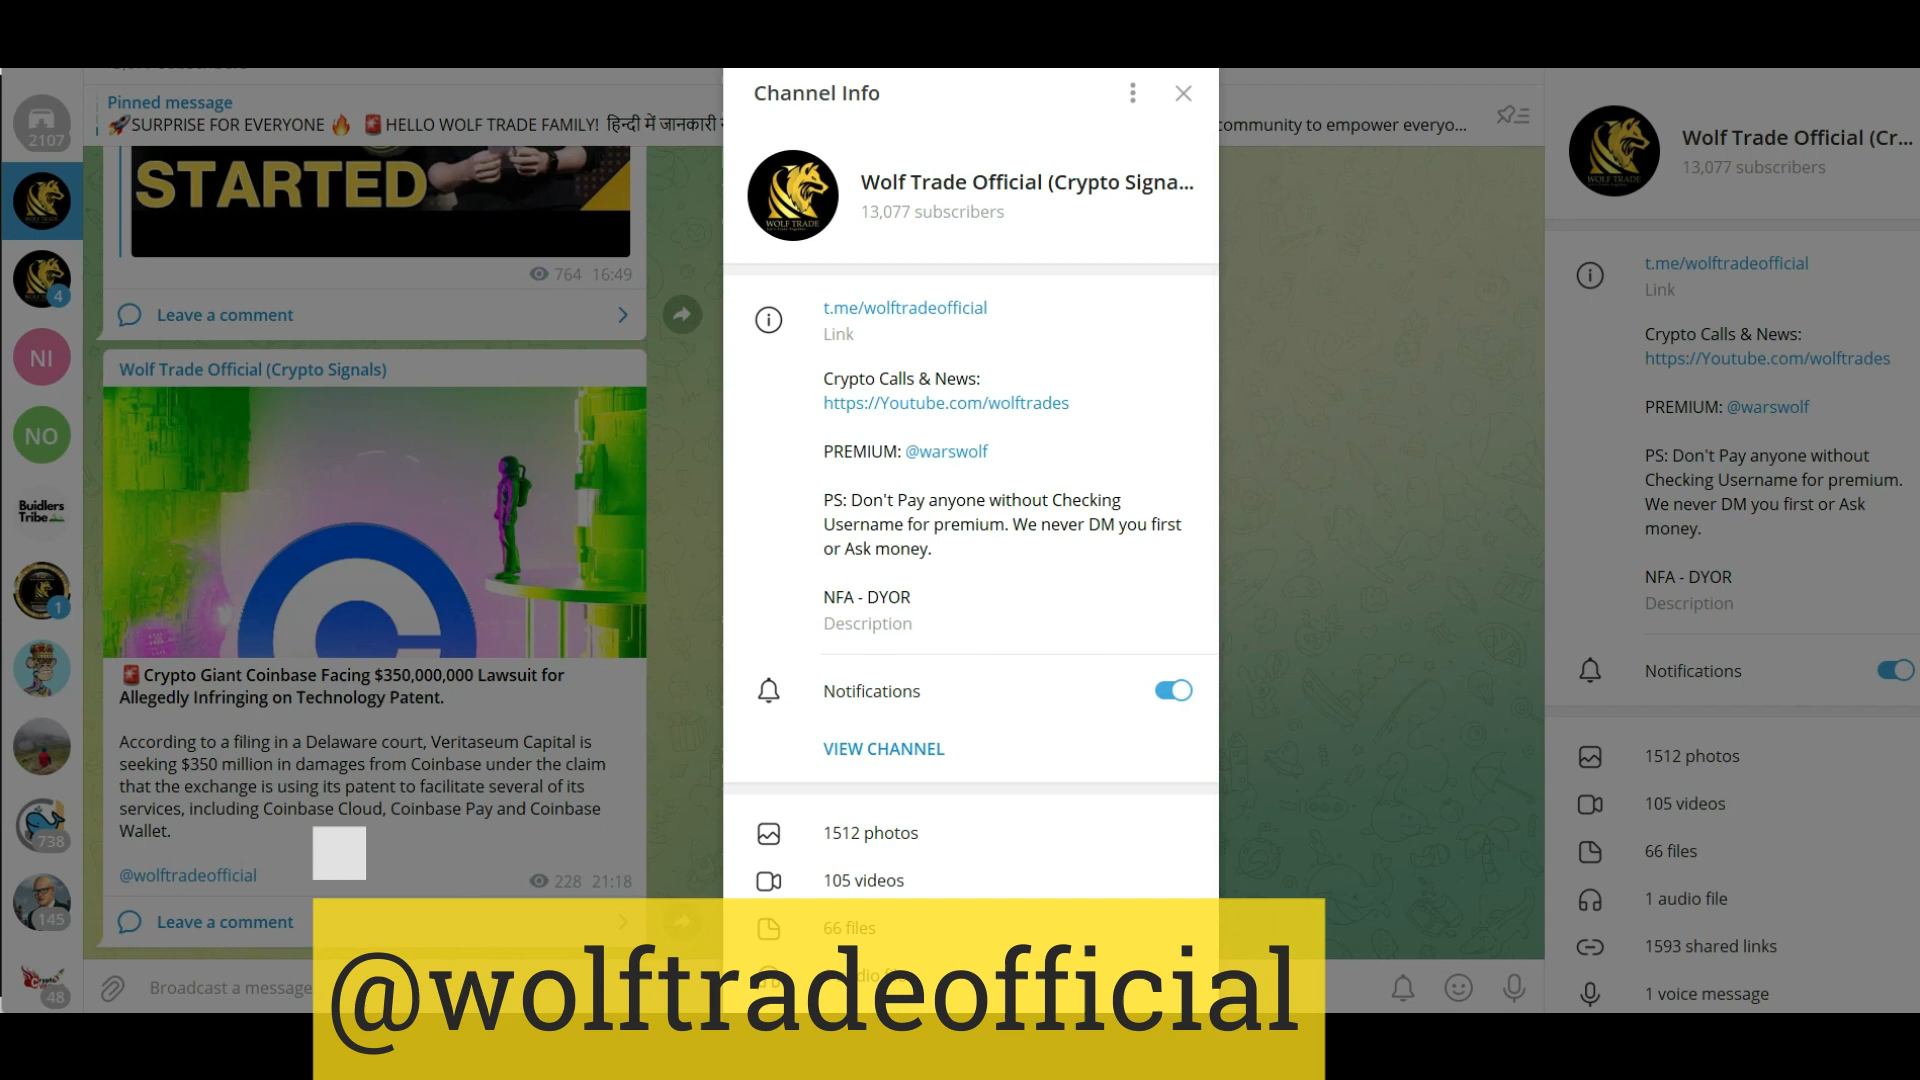 2107
Pinned message
🚀SURPRISE FOR EVERYONE 🔥 🚨HELLO WOLF TRADE FAMILY! हिन्दी में जानकारी
community to empower everyo...
STARTED
764 16:49
Leave a comment
4
NI
NO
Buidlers
Tribe
1
738
145
48
Wolf Trade Official (Crypto Signals)
🚨Crypto Giant Coinbase Facing $350,000,000 Lawsuit for
Allegedly Infringing on Technology Patent.
According to a filing in a Delaware court, Veritaseum Capital is
seeking $350 million in damages from Coinbase under the claim
that the exchange is using its patent to facilitate several of its
services, including Coinbase Cloud, Coinbase Pay and Coinbase
Wallet.
@wolftradeofficial
228 21:18
Leave a comment
Broadcast a message
Channel Info
WOLF TRADE
Wolf Trade Official (Crypto Signa...
13,077 subscribers
t.me/wolftradeofficial
Link
Crypto Calls & News:
https://Youtube.com/wolftrades
PREMIUM: @warswolf
PS: Don't Pay anyone without Checking
Username for premium. We never DM you first
or Ask money.
NFA - DYOR
Description
Notifications
VIEW CHANNEL
1512 photos
105 videos
66 files
WOLF TRADE
Wolf Trade Official (Cr...
13,077 subscribers
t.me/wolftradeofficial
Link
Crypto Calls & News:
https://Youtube.com/wolftrades
PREMIUM: @warswolf
PS: Don't Pay anyone without
Checking Username for premium.
We never DM you first or Ask
money.
NFA - DYOR
Description
Notifications
1512 photos
105 videos
66 files
1 audio file
1593 shared links
1 voice message
@wolftradeofficial